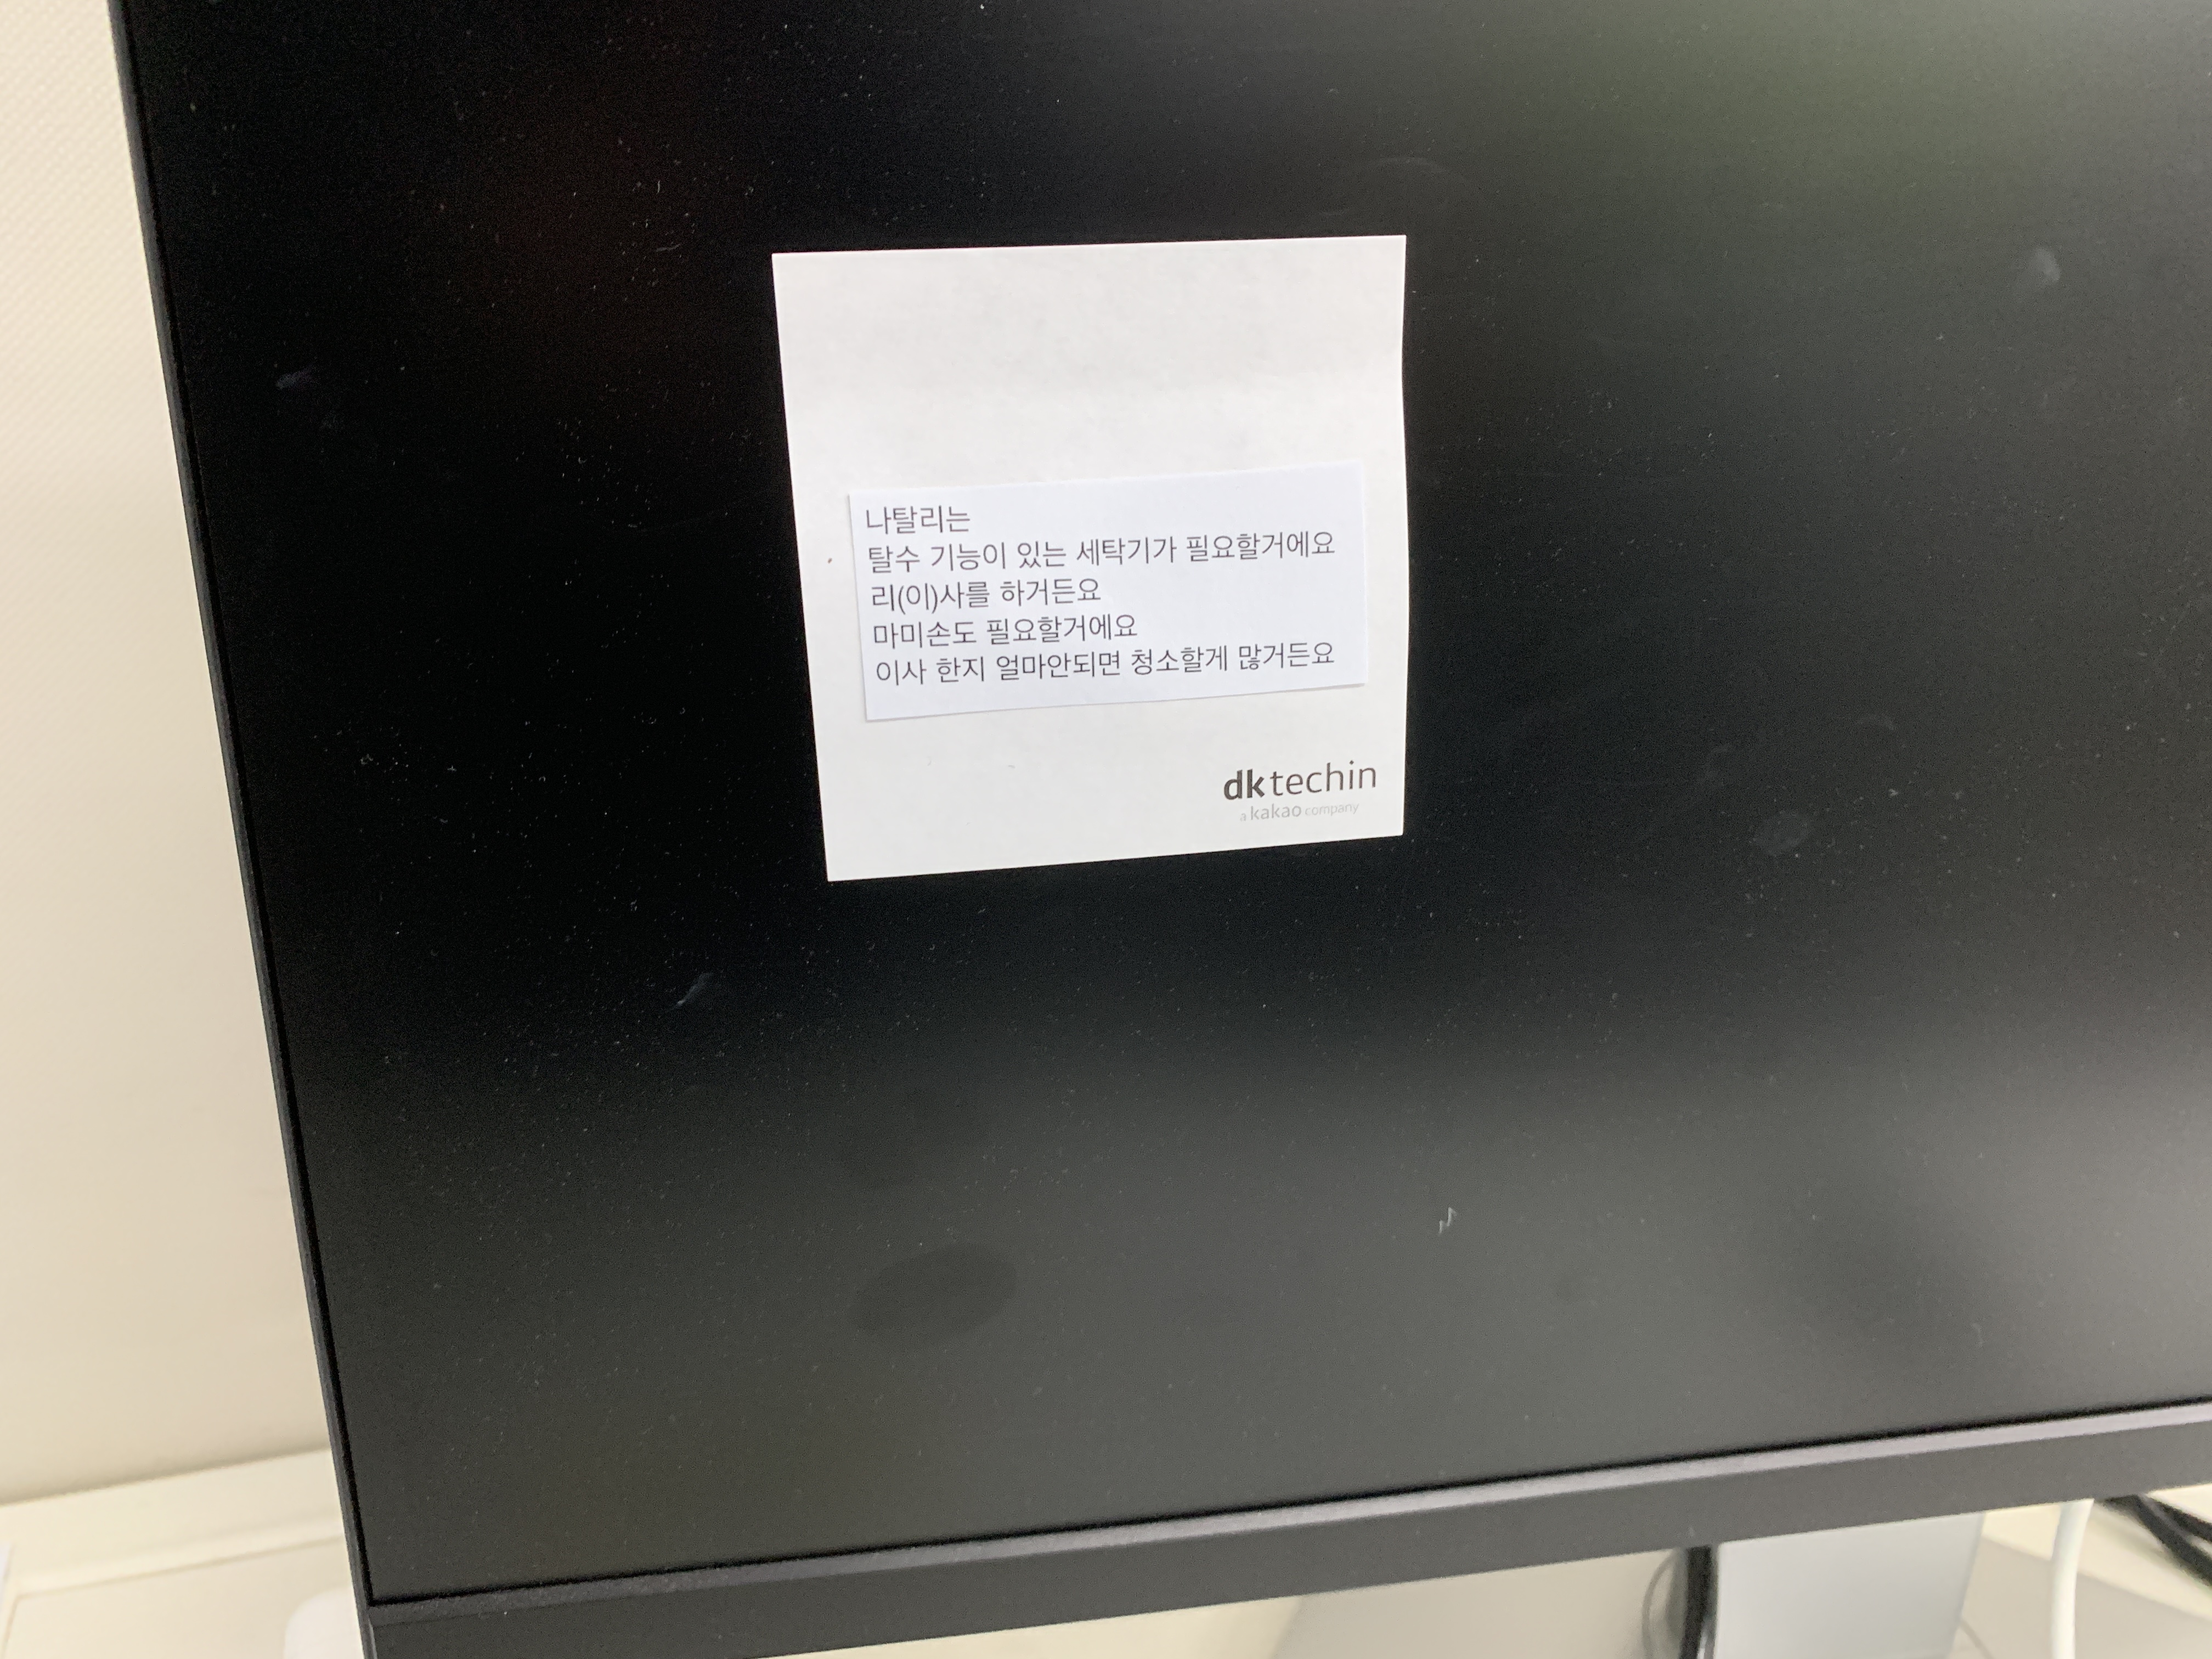 나탈리는
탈수 기능이 있는 세탁기가 필요할거에요
리(이)사를 하거든요
마미손도 필요할거에요
이사 한지 얼마안되면 청소할게 많거든요
dktechin
a kakao company